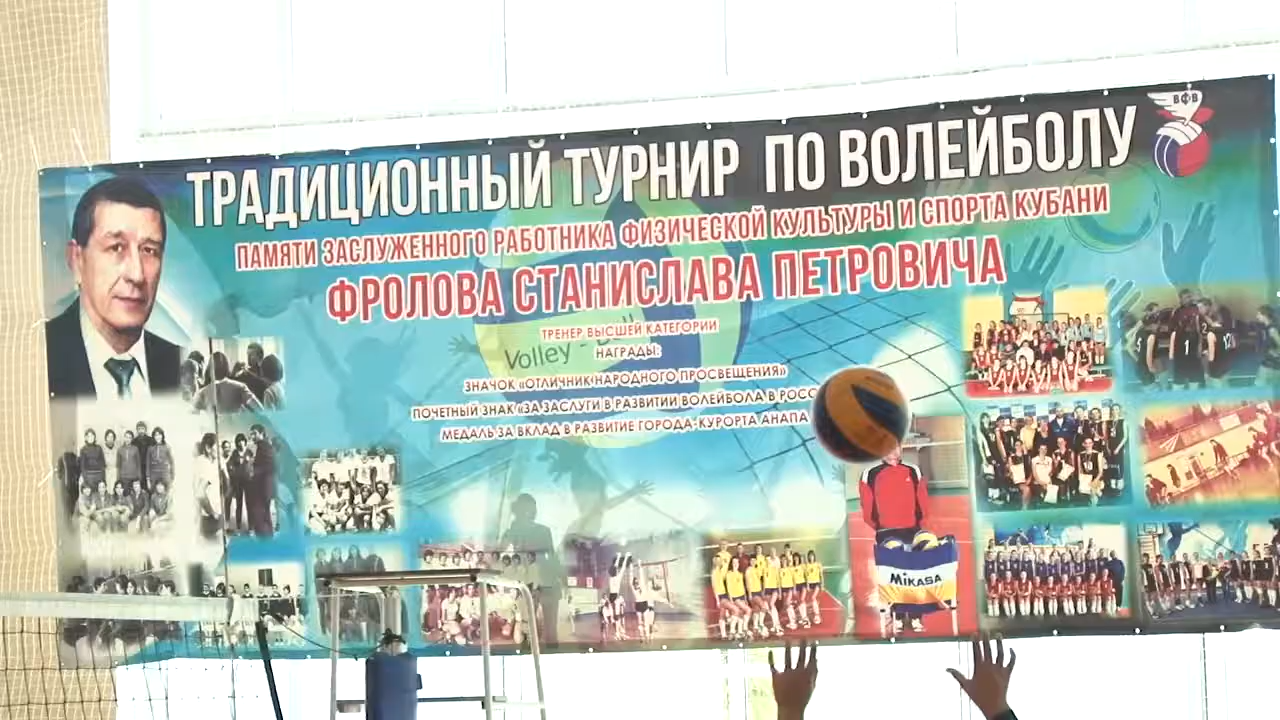 ВФВ
ТРАДИЦИОННЫЙ ТУРНИР ПО ВОЛЕЙБОЛУ
ПАМЯТИ ЗАСЛУЖЕННОГО РАБОТНИКА ФИЗИЧЕСКОЙ КУЛЬТУРЫ И СПОРТА КУБАНИ
ФРОЛОВА СТАНИСЛАВА ПЕТРОВИЧА
ТРЕНЕР ВЫСШЕЙ КАТЕГОРИИ
НАГРАДЫ:
Volley - Ball
ЗНАЧОК «ОТЛИЧНИК НАРОДНОГО ПРОСВЕЩЕНИЯ»
ПОЧЕТНЫЙ ЗНАК «ЗА ЗАСЛУГИ В РАЗВИТИИ ВОЛЕЙБОЛА В РОСС
МЕДАЛЬ ЗА ВКЛАД В РАЗВИТИЕ ГОРОДА-КУРОРТА АНАПА
MIKASA